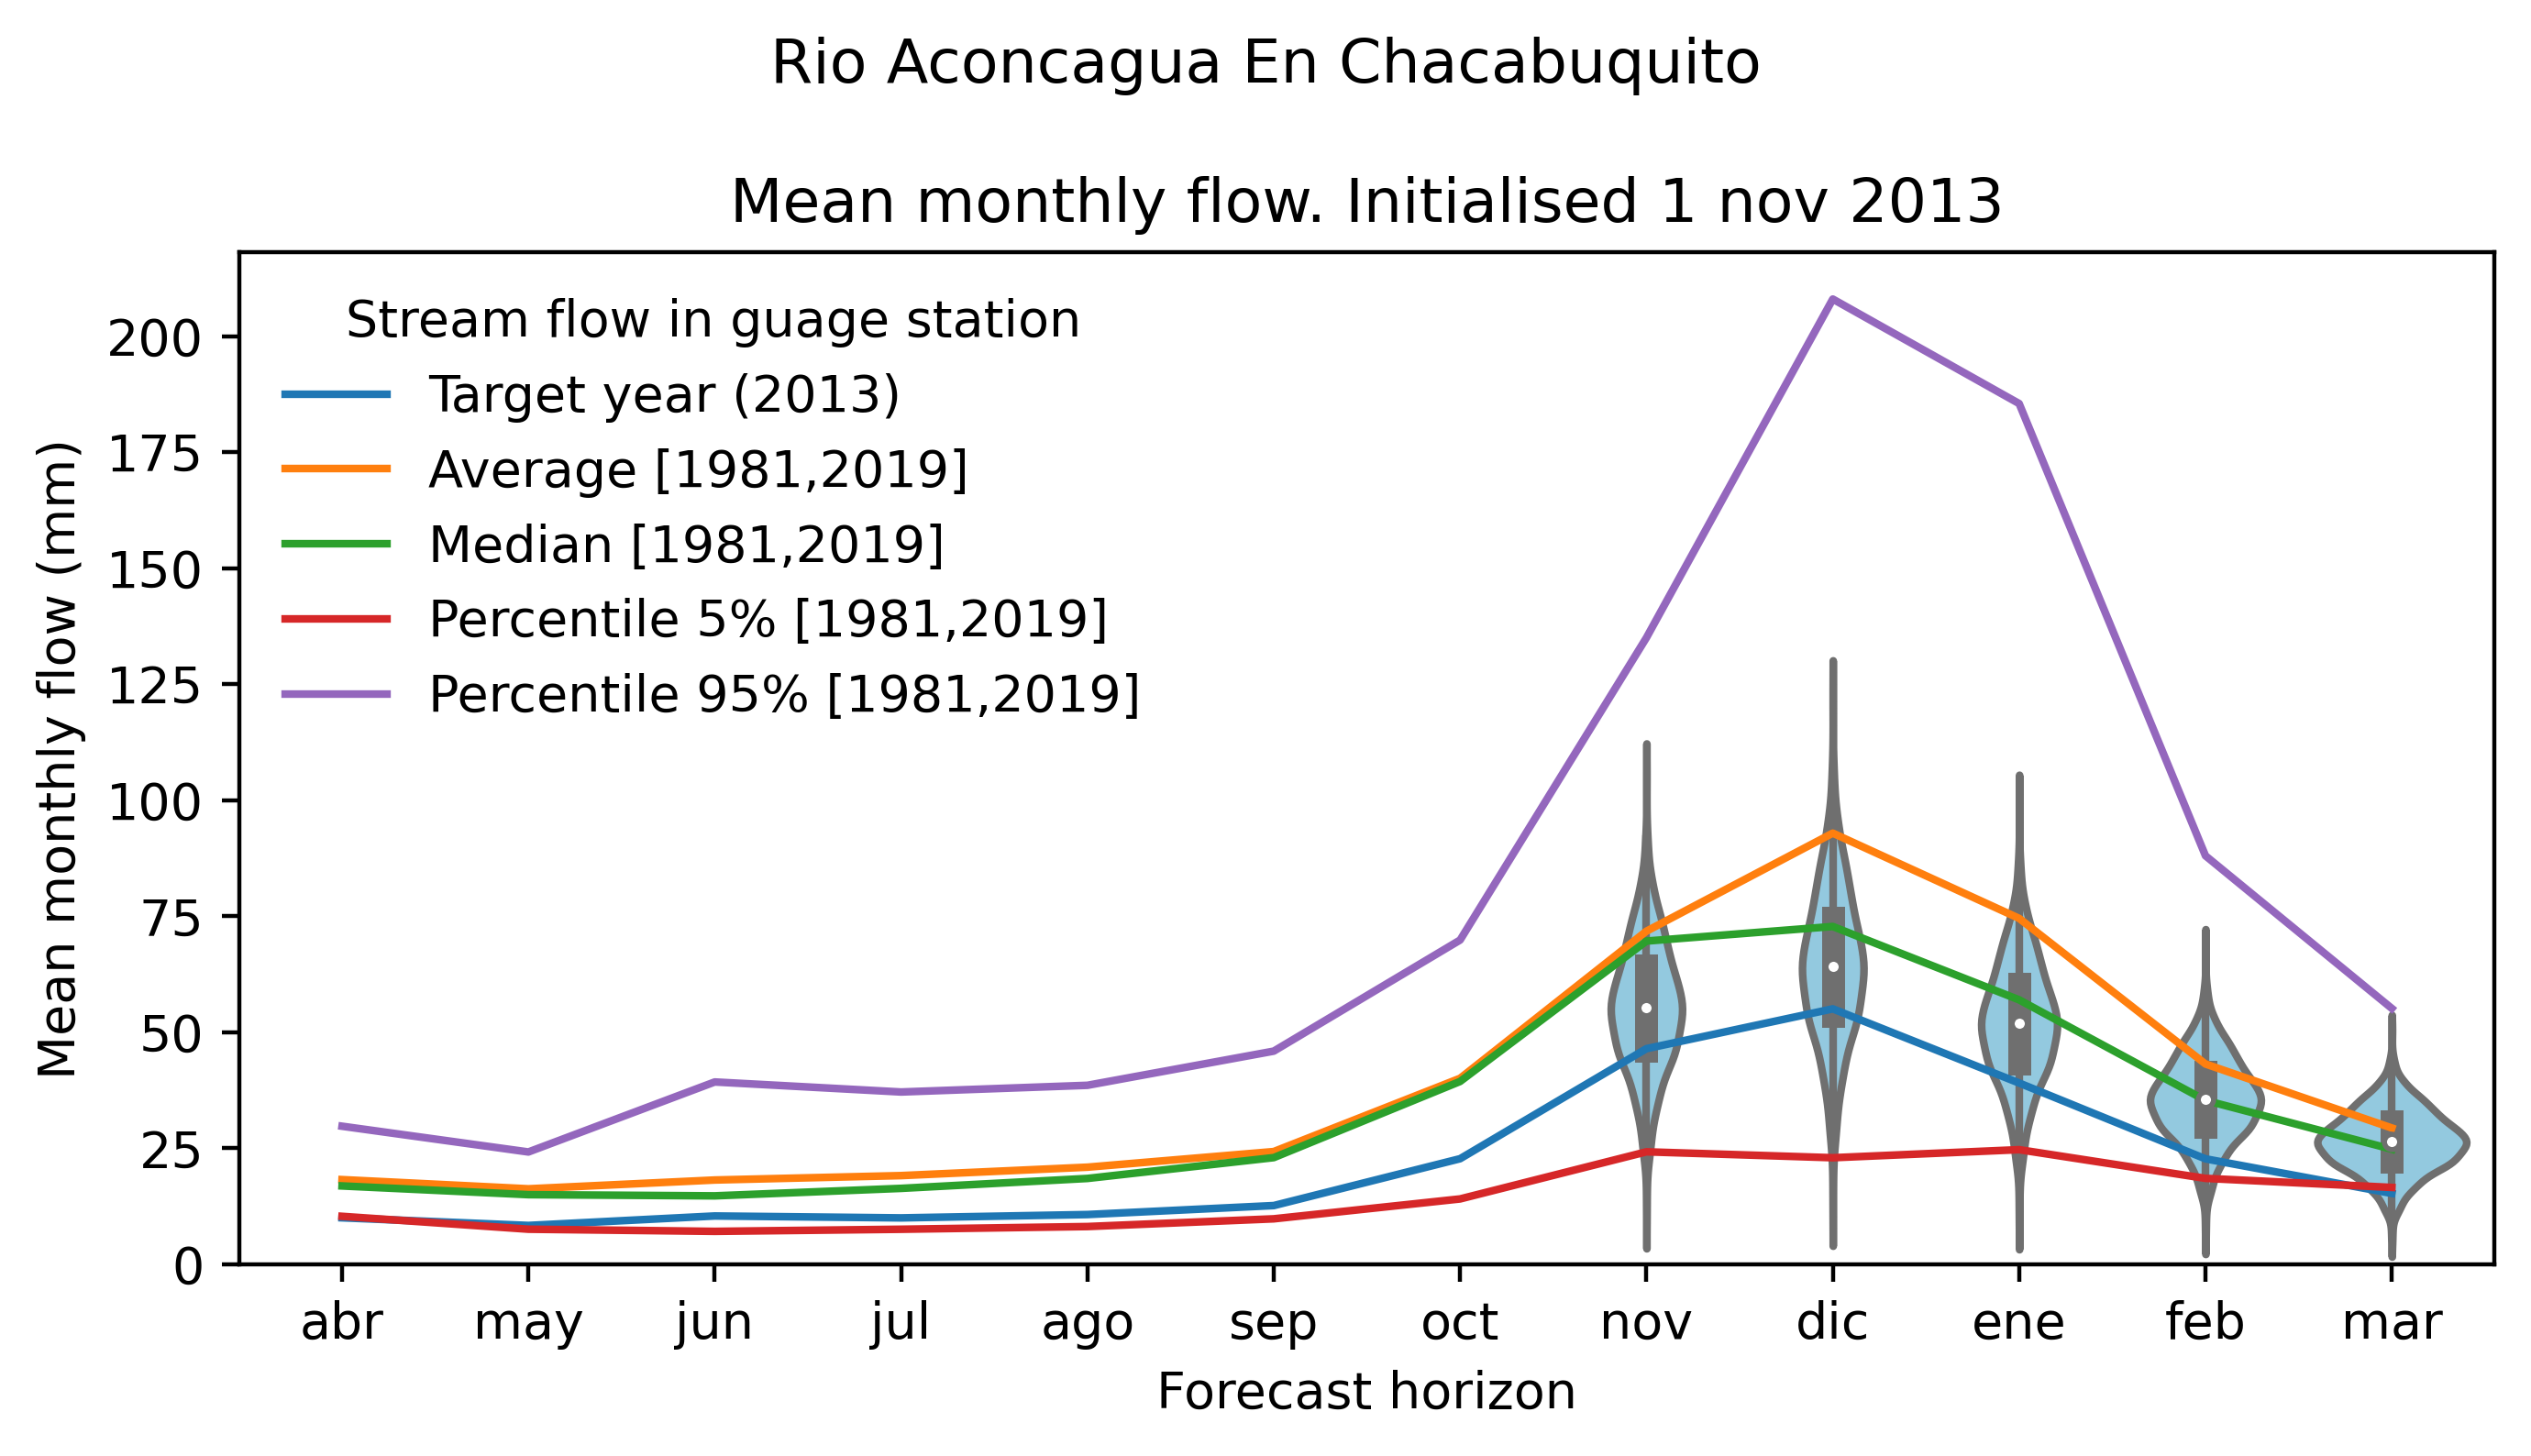 Rio Aconcagua En Chacabuquito
Mean monthly flow. Initialised 1 nov 2013
Stream flow in guage station
Target year (2013)
Average [1981,2019]
Median [1981,2019]
Percentile 5% [1981,2019]
Percentile 95% [1981,2019]
Mean monthly flow (mm)
200
175
150
125
100
75
50
25
0
abr may jun jul ago sep oct nov dic ene feb mar
Forecast horizon